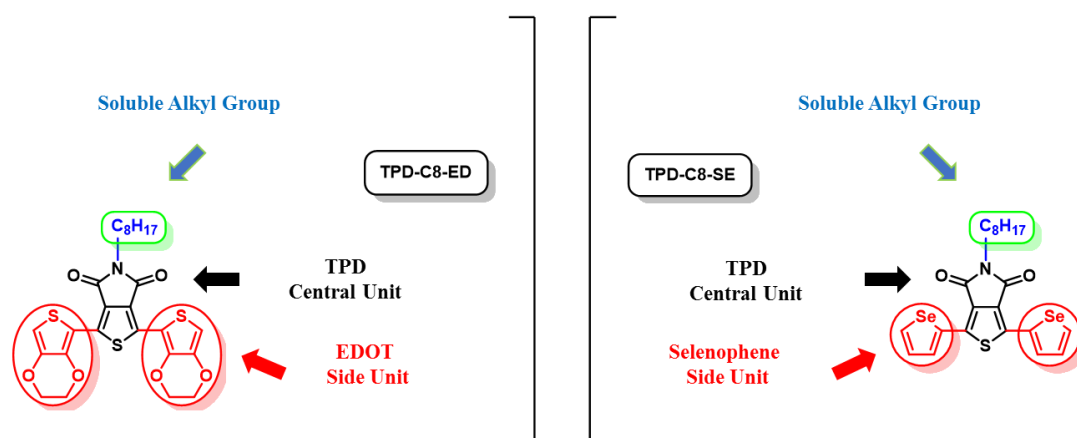 Soluble Alkyl Group
TPD-C8-ED
C₈H₁₇
N
O
O
TPD
Central Unit
S
S
S
O
O
O
O
EDOT
Side Unit
Soluble Alkyl Group
TPD-C8-SE
C₈H₁₇
N
O
O
TPD
Central Unit
Se
Se
S
Selenophene
Side Unit